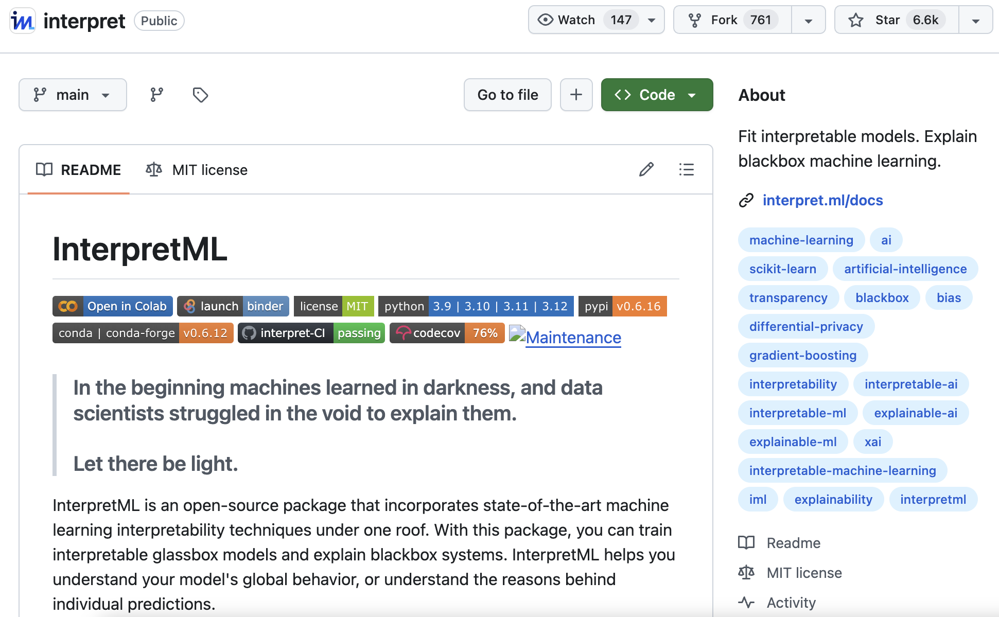 interpret Public Watch 147 Fork 761 Star 6.6k
main Go to file + Code
README MIT license
InterpretML
Open in Colab launch binder license MIT python 3.9 | 3.10 | 3.11 | 3.12 pypi v0.6.16
conda | conda-forge v0.6.12 interpret-CI passing codecov 76% Maintenance
In the beginning machines learned in darkness, and data
scientists struggled in the void to explain them.
Let there be light.
InterpretML is an open-source package that incorporates state-of-the-art machine
learning interpretability techniques under one roof. With this package, you can train
interpretable glassbox models and explain blackbox systems. InterpretML helps you
understand your model's global behavior, or understand the reasons behind
individual predictions.
About
Fit interpretable models. Explain
blackbox machine learning.
interpret.ml/docs
machine-learning ai
scikit-learn artificial-intelligence
transparency blackbox bias
differential-privacy
gradient-boosting
interpretability interpretable-ai
interpretable-ml explainable-ai
explainable-ml xai
interpretable-machine-learning
iml explainability interpretml
Readme
MIT license
Activity